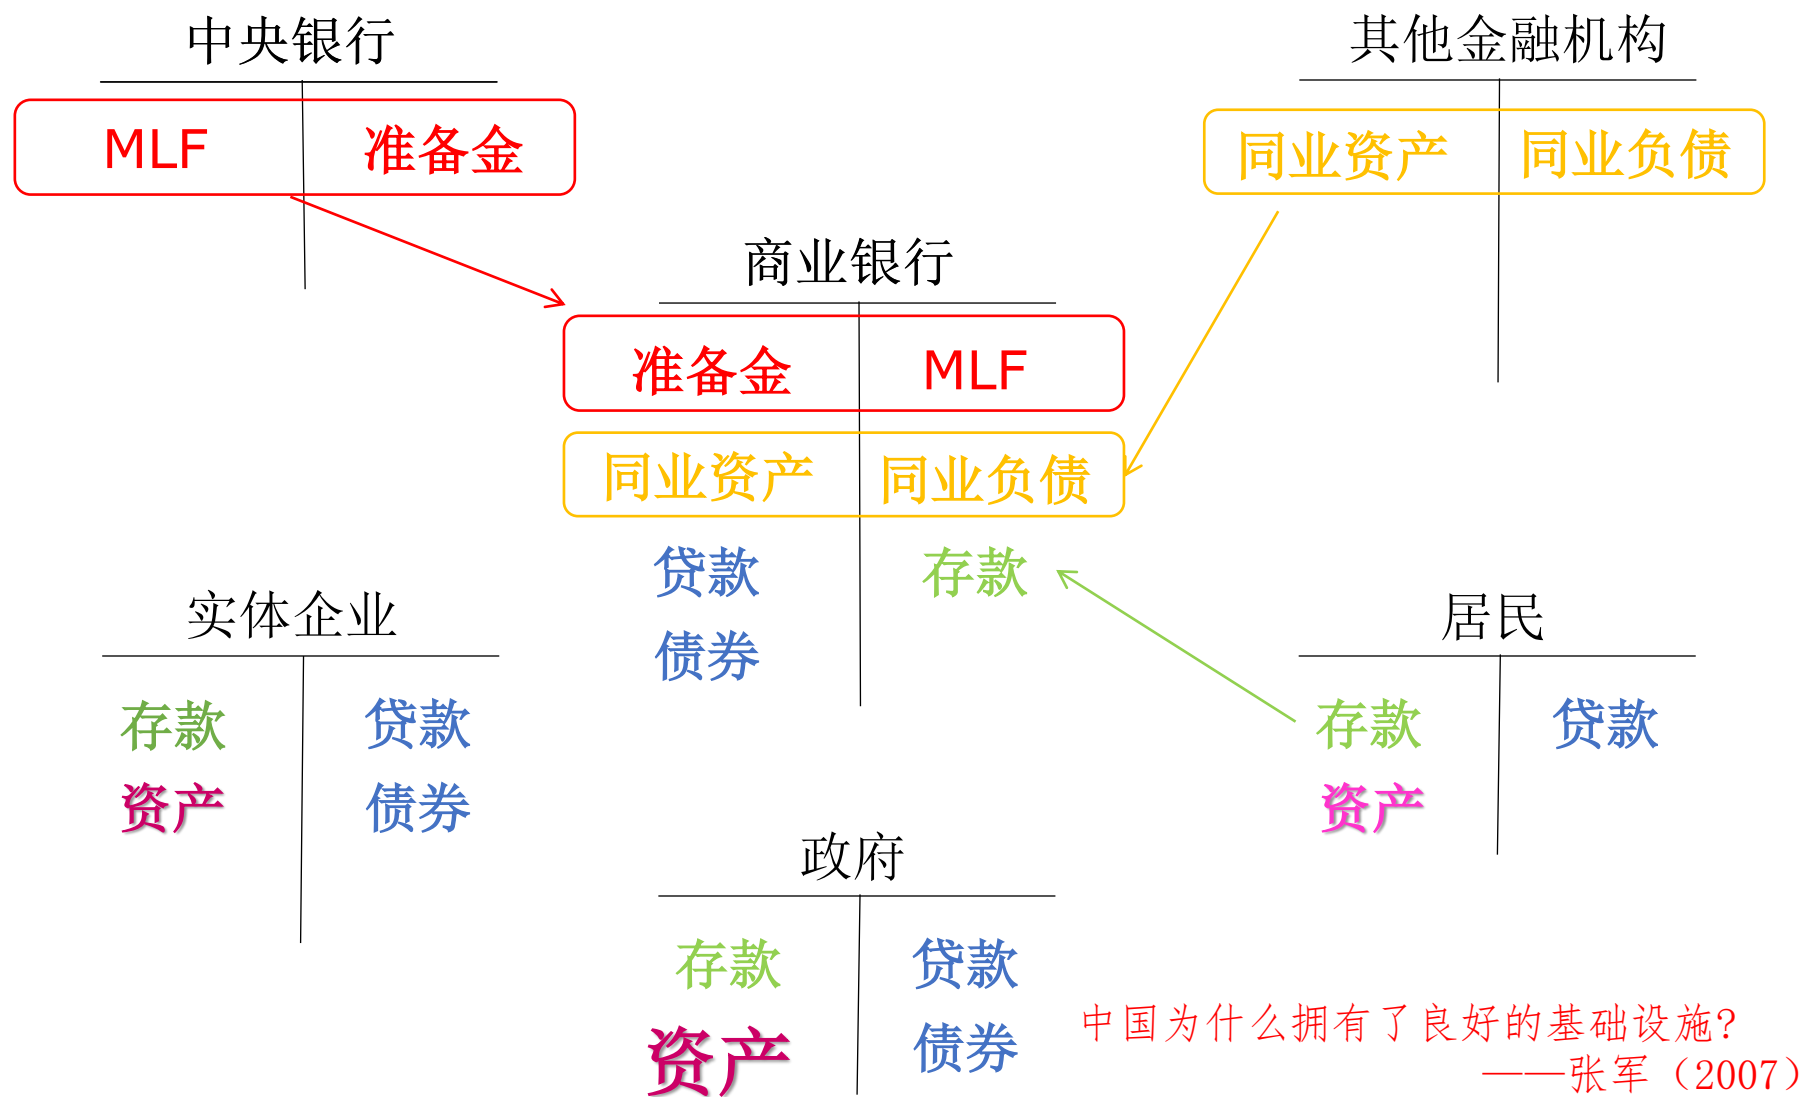 中央银行
MLF 准备金
其他金融机构
同业资产 同业负债
商业银行
准备金 MLF
同业资产 同业负债
贷款 存款
债券
实体企业
存款 贷款
资产 债券
居民
存款 贷款
资产
政府
存款 贷款
资产 债券
中国为什么拥有了良好的基础设施?
——张军（2007）